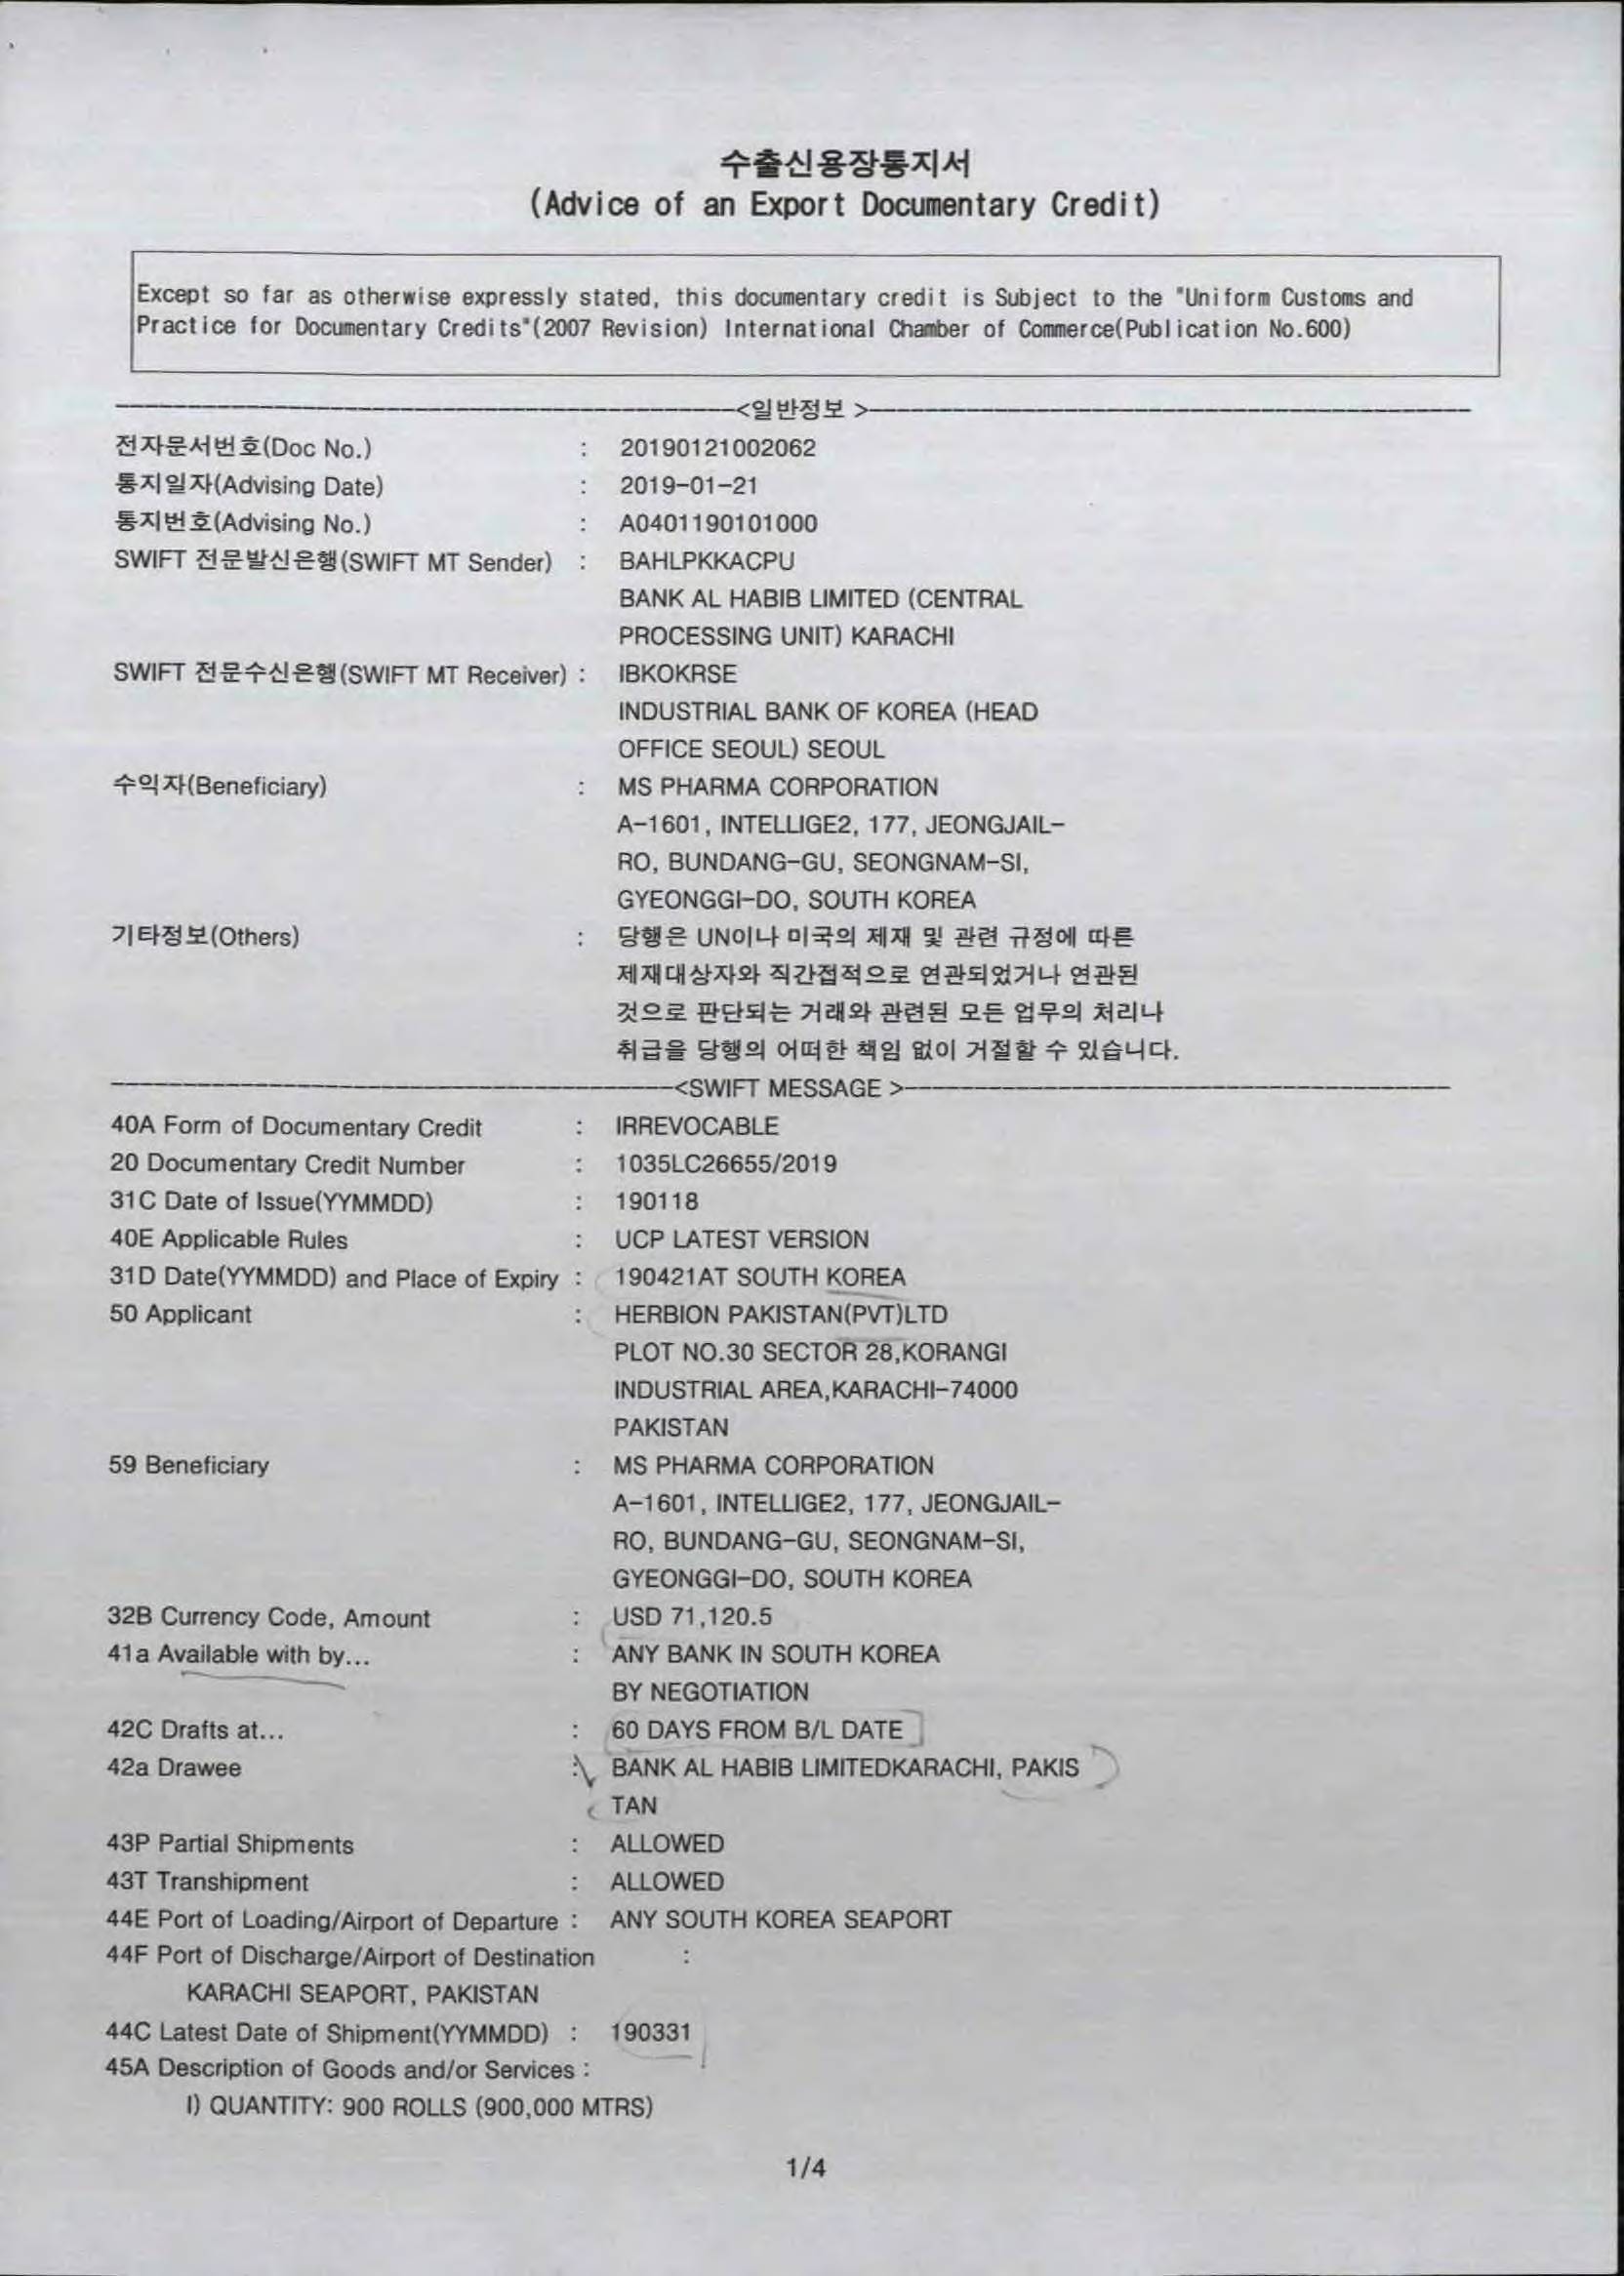 수출신용장통지서
(Advice of an Export Documentary Credit)
Except so far as otherwise expressly stated, this documentary credit is Subject to the "Uniform Customs and
Practice for Documentary Credits"(2007 Revision) International Chamber of Commerce(Publication No.600)
<일반정보 >
전자문서번호(Doc No.) : 20190121002062
통지일자(Advising Date) : 2019-01-21
통지번호(Advising No.) : A0401190101000
SWIFT 전문발신은행(SWIFT MT Sender) : BAHLPKKACPU
BANK AL HABIB LIMITED (CENTRAL
PROCESSING UNIT) KARACHI
SWIFT 전문수신은행(SWIFT MT Receiver) : IBKOKRSE
INDUSTRIAL BANK OF KOREA (HEAD
OFFICE SEOUL) SEOUL
수익자(Beneficiary) : MS PHARMA CORPORATION
A-1601, INTELLIGE2, 177, JEONGJAIL-
RO, BUNDANG-GU, SEONGNAM-SI,
GYEONGGI-DO, SOUTH KOREA
기타정보(Others) : 당행은 UN이나 미국의 제재 및 관련 규정에 따른
제재대상자와 직간접적으로 연관되었거나 연관된
것으로 판단되는 거래와 관련된 모든 업무의 처리나
취급을 당행의 어떠한 책임 없이 거절할 수 있습니다.
<SWIFT MESSAGE >
40A Form of Documentary Credit : IRREVOCABLE
20 Documentary Credit Number : 1035LC26655/2019
31C Date of Issue(YYMMDD) : 190118
40E Applicable Rules : UCP LATEST VERSION
31D Date(YYMMDD) and Place of Expiry : 190421AT SOUTH KOREA
50 Applicant : HERBION PAKISTAN(PVT)LTD
PLOT NO.30 SECTOR 28,KORANGI
INDUSTRIAL AREA,KARACHI-74000
PAKISTAN
59 Beneficiary : MS PHARMA CORPORATION
A-1601, INTELLIGE2, 177, JEONGJAIL-
RO, BUNDANG-GU, SEONGNAM-SI,
GYEONGGI-DO, SOUTH KOREA
32B Currency Code, Amount : USD 71,120.5
41a Available with by... : ANY BANK IN SOUTH KOREA
BY NEGOTIATION
42C Drafts at... : 60 DAYS FROM B/L DATE
42a Drawee : BANK AL HABIB LIMITEDKARACHI, PAKIS
TAN
43P Partial Shipments : ALLOWED
43T Transhipment : ALLOWED
44E Port of Loading/Airport of Departure : ANY SOUTH KOREA SEAPORT
44F Port of Discharge/Airport of Destination :
KARACHI SEAPORT, PAKISTAN
44C Latest Date of Shipment(YYMMDD) : 190331
45A Description of Goods and/or Services :
I) QUANTITY: 900 ROLLS (900,000 MTRS)
1/4